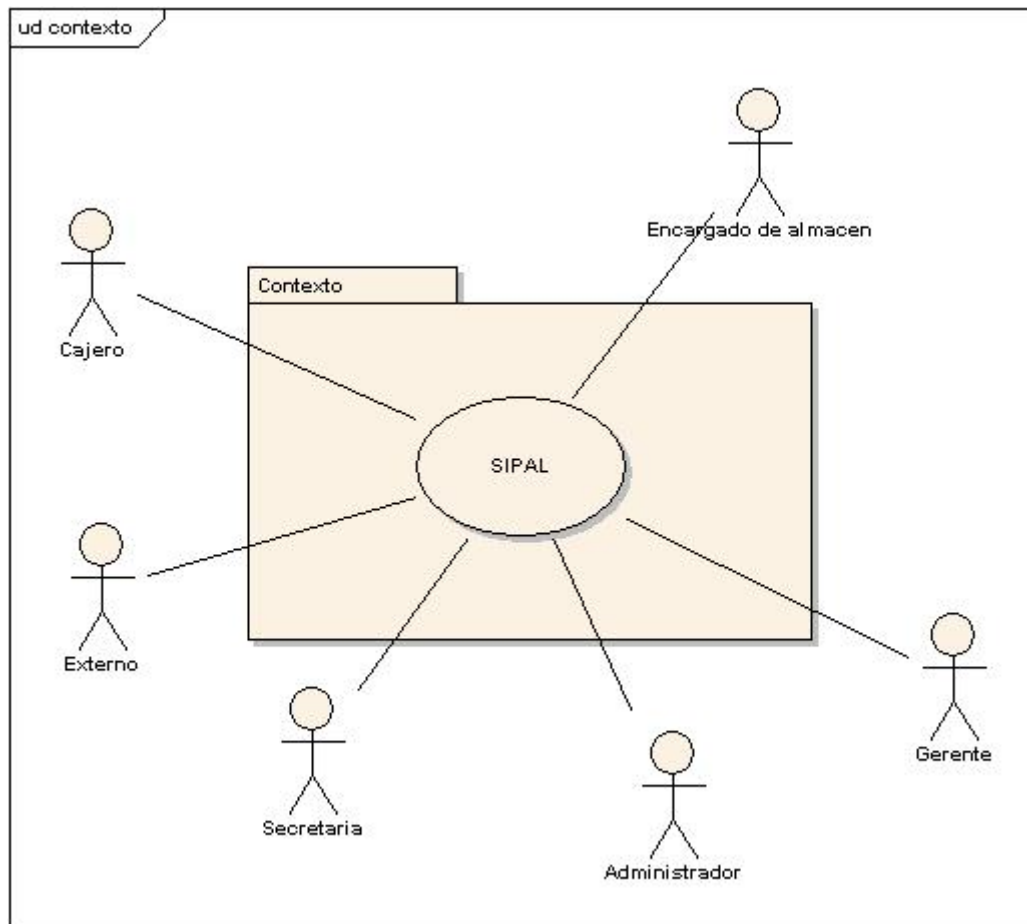 ud contexto
Encargado de almacen
Cajero
Contexto
SIPAL
Externo
Secretaria
Administrador
Gerente